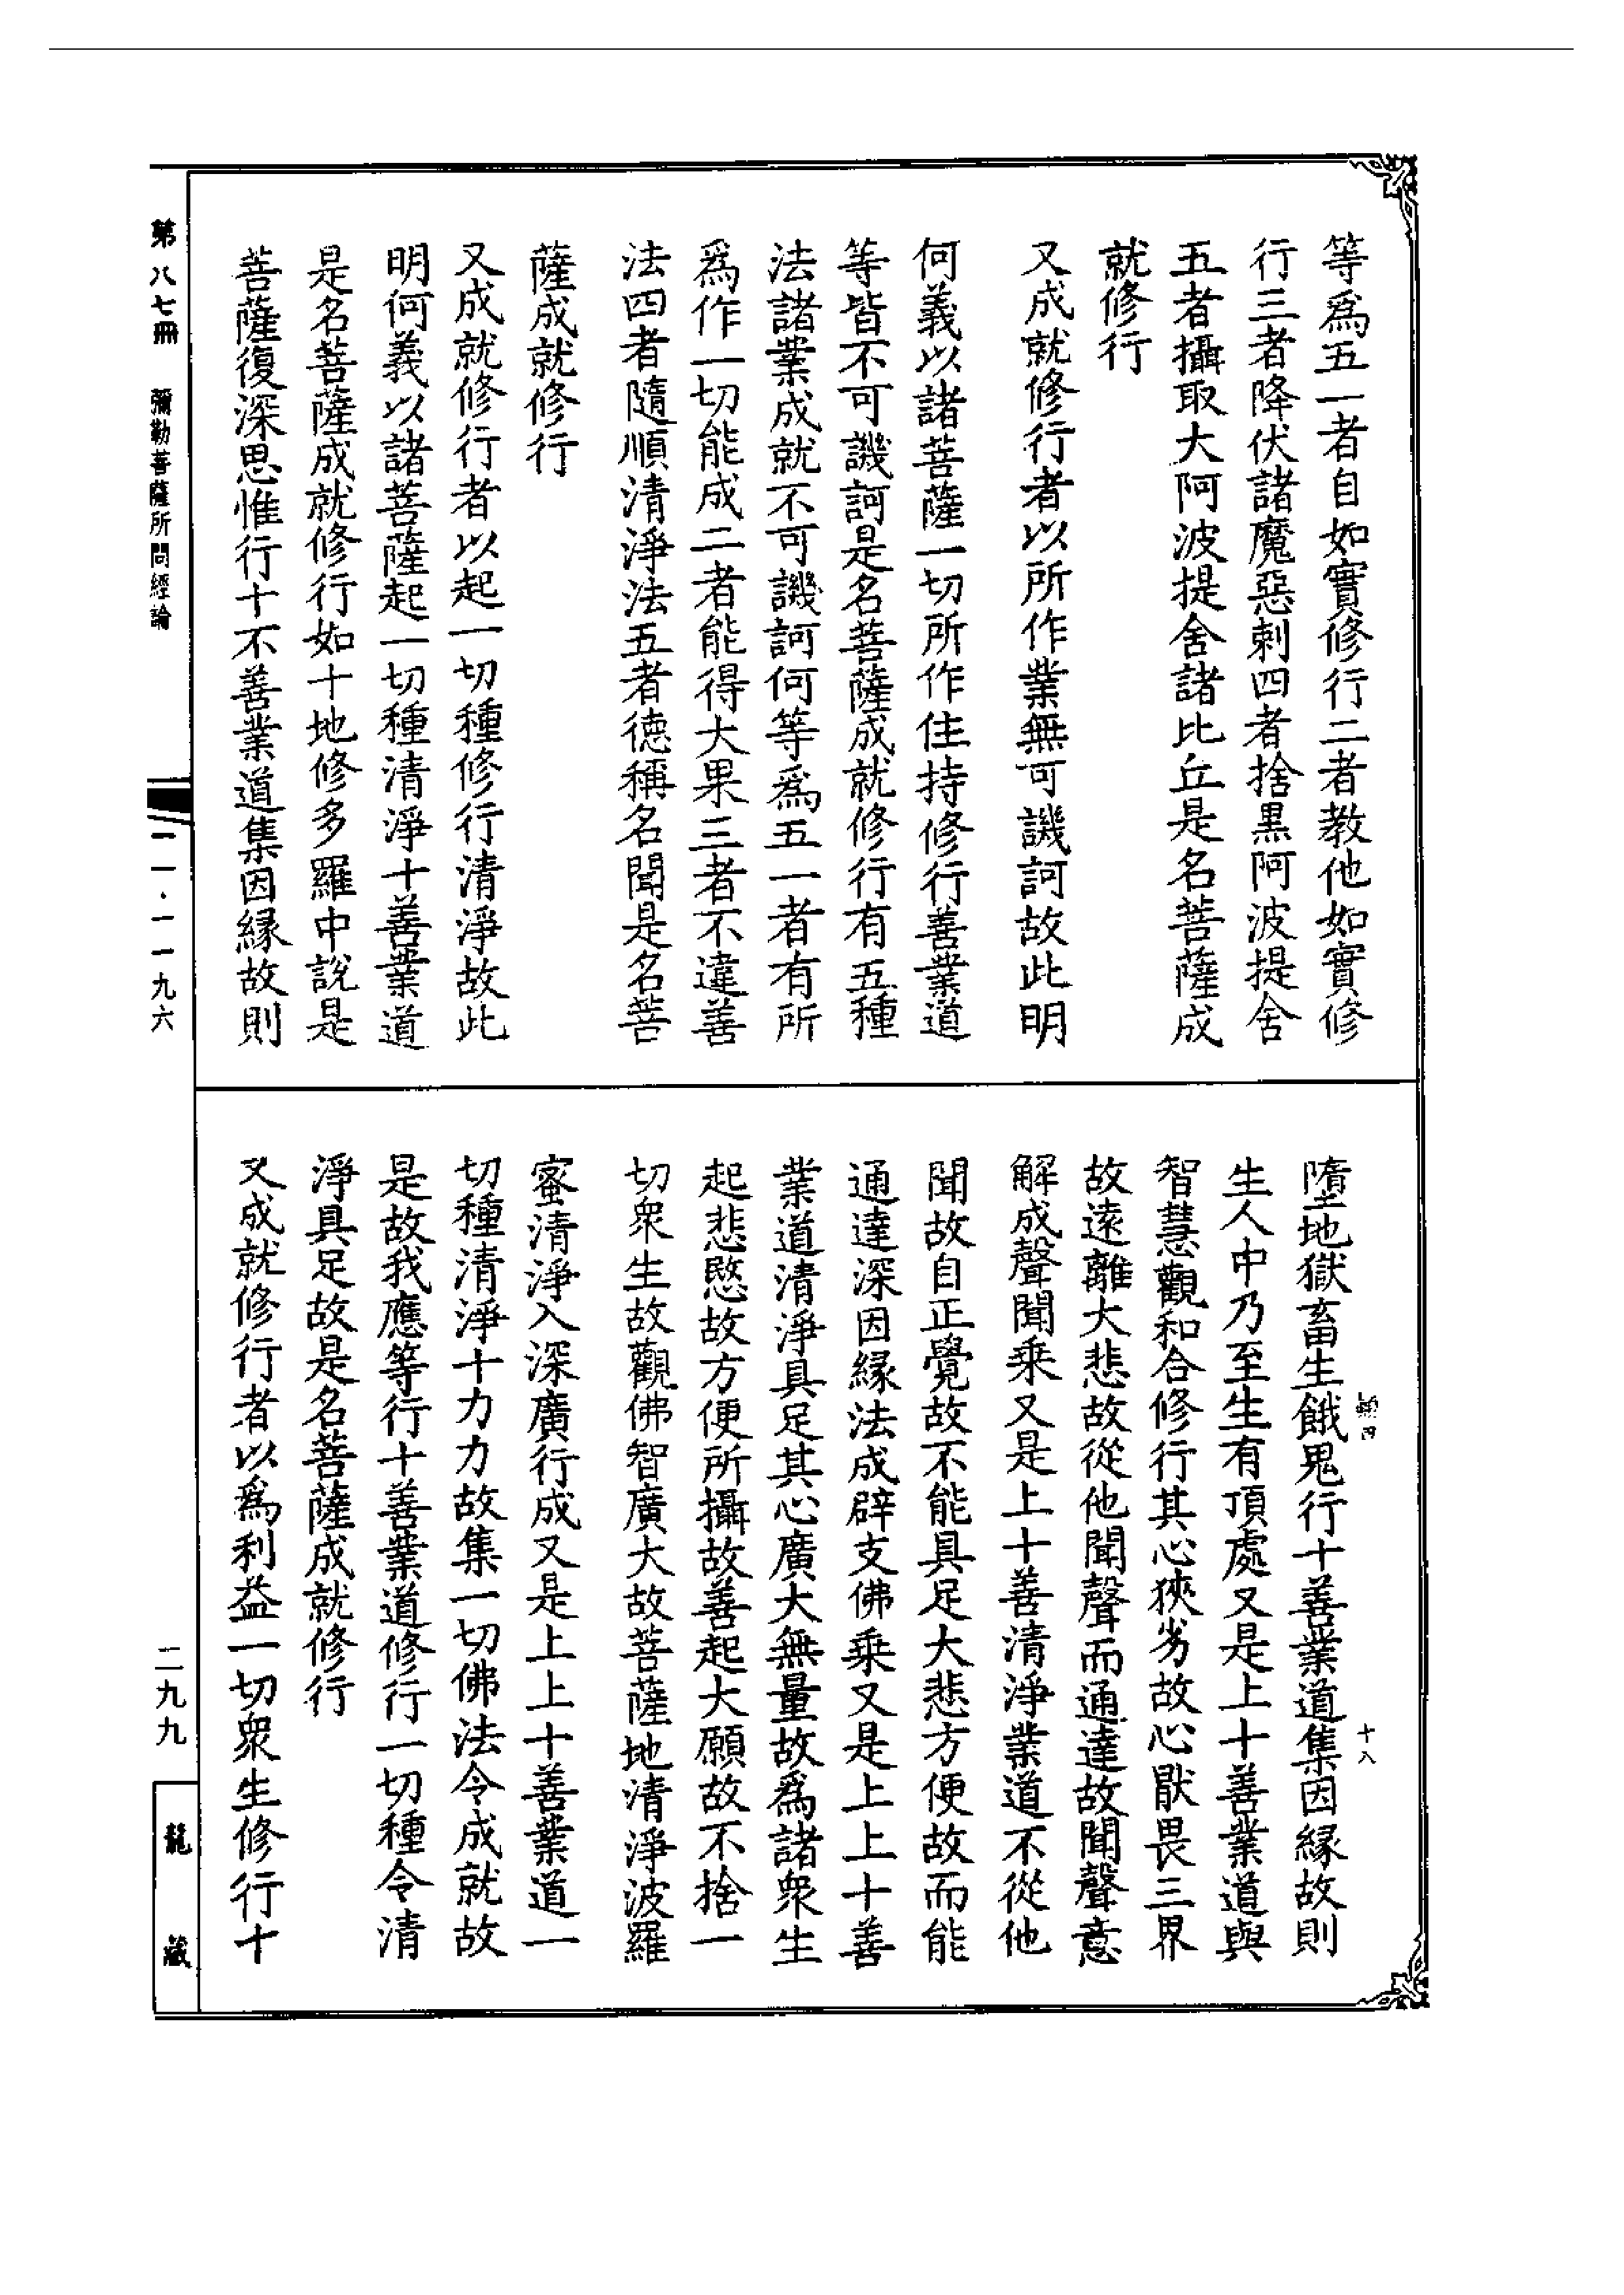 等爲五一者自如實修行二者教他如實修
行三者降伏諸魔惡刺四者捨黒阿波提舍
五者攝取大阿波提舍諸比丘是名菩薩成
就修行
又成就修行者以所作業無可譏訶故此明
何義以諸菩薩一切所作住持修行善業道
等皆不可譏訶是名菩薩成就修行有五種
法諸業成就不可譏訶何等爲五一者有所
爲作一切能成二者能得大果三者不違善
法四者隨順清淨法五者德稱名聞是名菩
薩成就修行
又成就修行者以起一切種修行清淨故此
明何義以諸菩薩起一切種清淨十善業道
是名菩薩成就修行如十地修多羅中說是
菩薩復深思惟行十不善業道集因緣故則
墮地獄畜生餓鬼行十善業道集因緣故則
生人中乃至生有頂處又是上十善業道與
智慧觀和合修行其心狹劣故心厭畏三界
故遠離大悲故從他聞聲而通達故聞聲意
解成聲聞乘又是上十善清淨業道不從他
聞故自正覺故不能具足大悲方便故而能
通達深因緣法成辟支佛乘又是上上十善
業道清淨具足其心廣大無量故爲諸衆生
起悲愍故方便所攝故善起大願故不捨一
切衆生故觀佛智廣大故菩薩地清淨波羅
蜜清淨入深廣行成又是上上十善業道一
切種清淨十力力故集一切佛法令成就故
是故我應等行十善業道修行一切種令清
淨具足故是名菩薩成就修行
又成就修行者以爲利益一切衆生修行十
十八
第八七冊 彌勒菩薩所問經論
一一·一一九六
二九九
龍藏